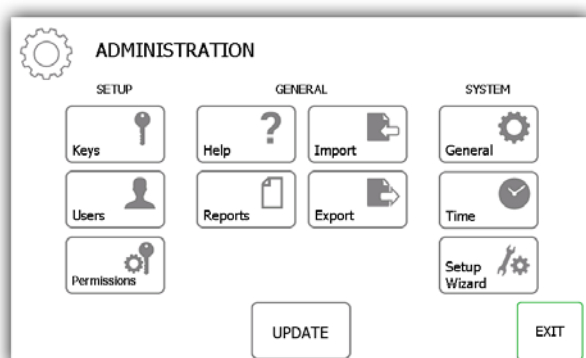 ADMINISTRATION
SETUP GENERAL SYSTEM
Keys Help Import General
Users Reports Export Time
Permissions Setup
Wizard
UPDATE EXIT